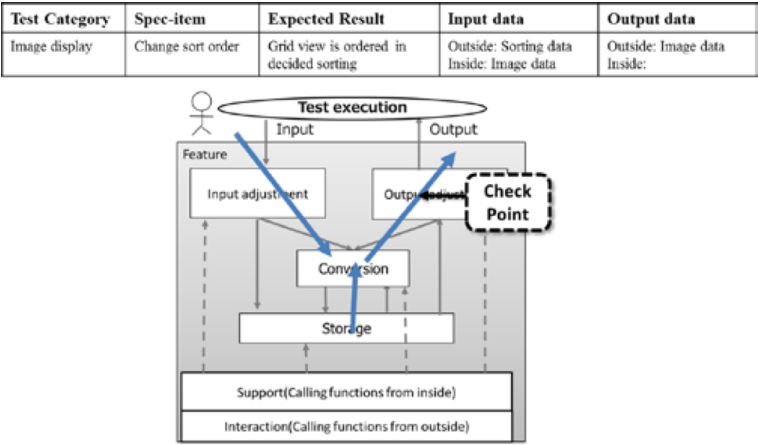 Test Category Spec-item Expected Result Input data Output data
Image display Change sort order Grid view is ordered in decided sorting Outside: Sorting data Inside: Image data Outside: Image data Inside:
Test execution
Input Output
Feature
Input adjustment
Check
Point
Conversion
Storage
Support(Calling functions from inside)
Interaction(Calling functions from outside)